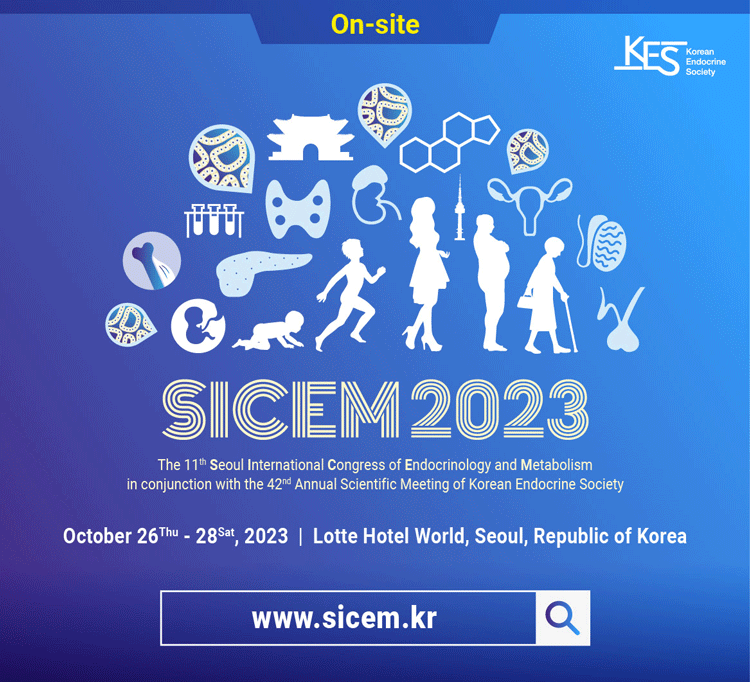 On-site
KES
Korean
Endocrine
Society
SICEM 2023
The 11th Seoul International Congress of Endocrinology and Metabolism
in conjunction with the 42nd Annual Scientific Meeting of Korean Endocrine Society
October 26Thu - 28Sat, 2023 | Lotte Hotel World, Seoul, Republic of Korea
www.sicem.kr